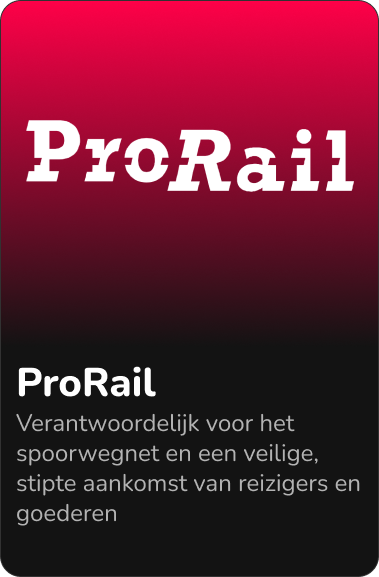 ProRail
ProRail
Verantwoordelijk voor het
spoorwegnet en een veilige,
stipte aankomst van reizigers en
goederen